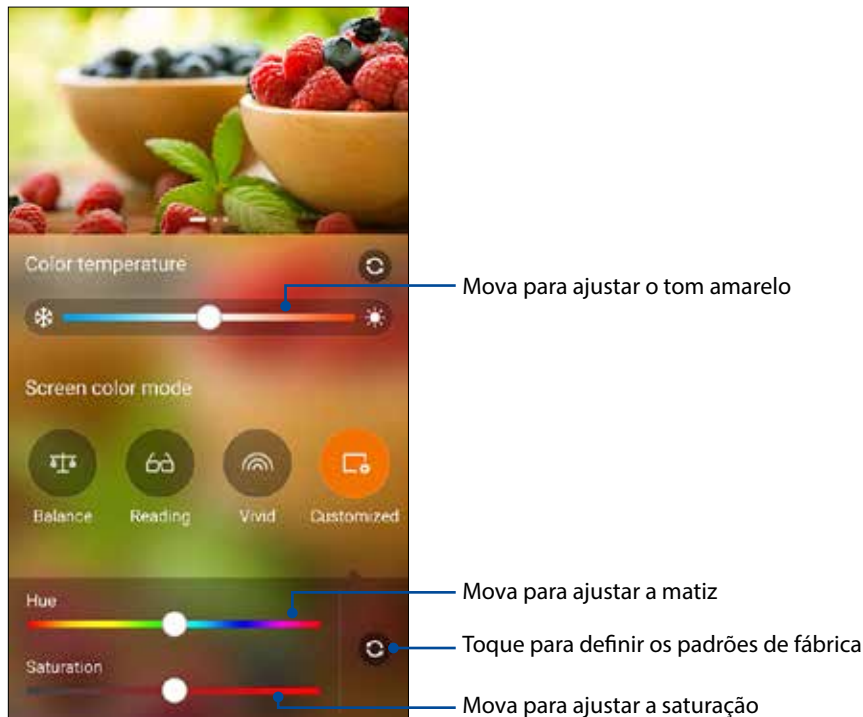 Color temperature
Mova para ajustar o tom amarelo
Screen color mode
Balance Reading Vivid Customized
Hue
Mova para ajustar a matiz
Toque para definir os padrões de fábrica
Saturation
Mova para ajustar a saturação